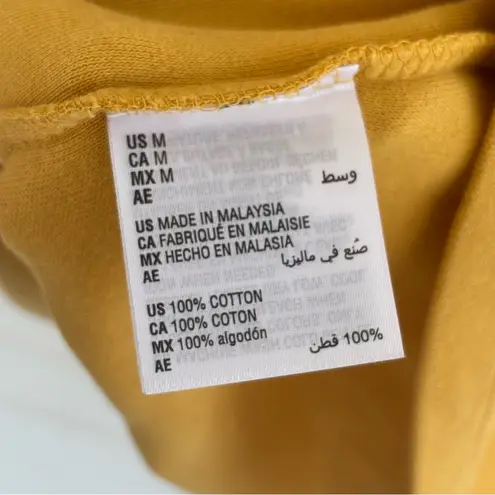 US M
CA M
MX M
AE وسط
US MADE IN MALAYSIA
CA FABRIQUÉ EN MALAISIE
MX HECHO EN MALASIA
AE صُنع في ماليزيا
US 100% COTTON
CA 100% COTON
MX 100% algodón
AE 100% قطن